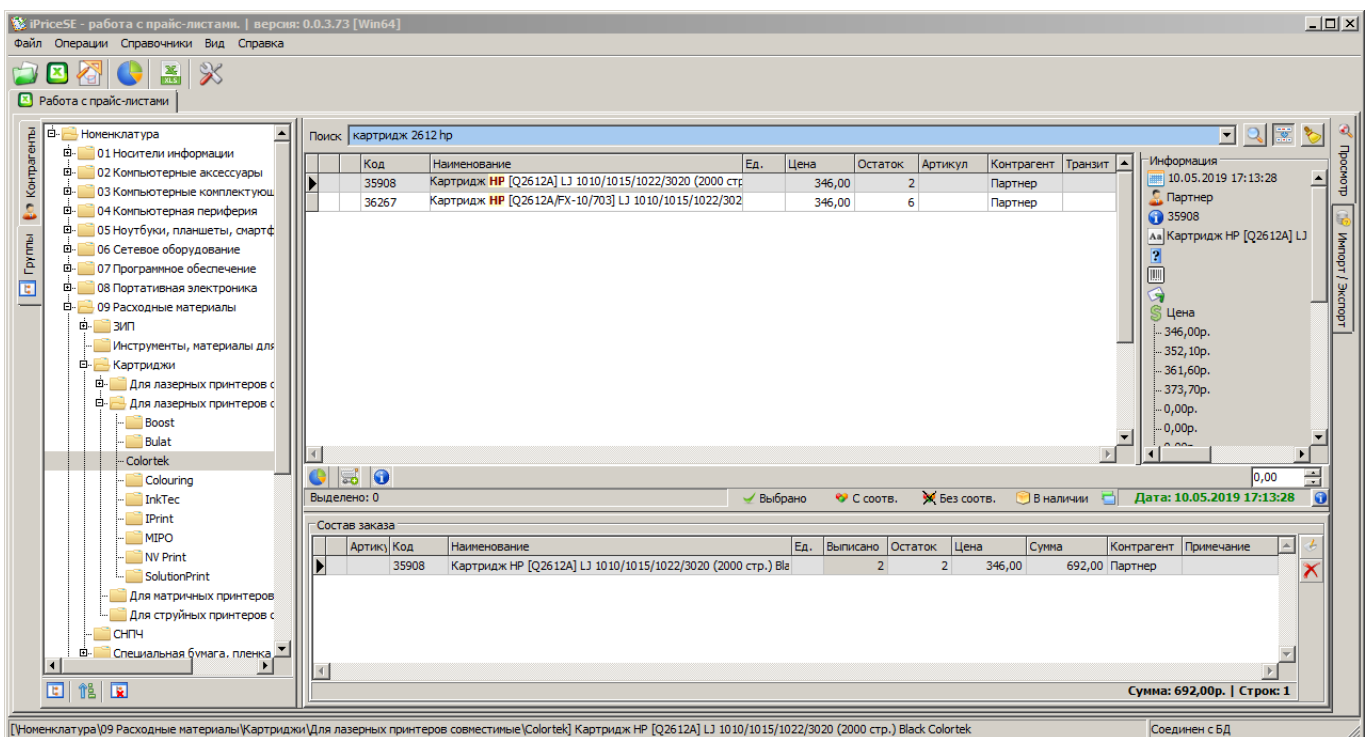 iPriceSE - работа с прайс-листами. | версия: 0.0.3.73 [Win64]
Файл Операции Справочники Вид Справка
Работа с прайс-листами
Контрагенты
Группы
Номенклатура
01 Носители информации
02 Компьютерные аксессуары
03 Компьютерные комплектующ
04 Компьютерная периферия
05 Ноутбуки, планшеты, смартф
06 Сетевое оборудование
07 Программное обеспечение
08 Портативная электроника
09 Расходные материалы
ЗИП
Инструменты, материалы для
Картриджи
Для лазерных принтеров с
Для лазерных принтеров с
Boost
Bulat
Colortek
Colouring
InkTec
IPrint
MIPO
NV Print
SolutionPrint
Для матричных принтеров
Для струйных принтеров с
СНПЧ
Специальная бумага, пленка
Поиск картридж 2612 hp
Код Наименование Ед. Цена Остаток Артикул Контрагент Транзит
35908 Картридж HP [Q2612A] LJ 1010/1015/1022/3020 (2000 стр 346,00 2 Партнер
36267 Картридж HP [Q2612A/FX-10/703] LJ 1010/1015/1022/302 346,00 6 Партнер
Информация
10.05.2019 17:13:28
Партнер
35908
Картридж HP [Q2612A] LJ
Цена
346,00р.
352,10р.
361,60р.
373,70р.
0,00р.
0,00р.
Просмотр
Импорт / Экспорт
0,00
Выделено: 0 Выбрано С соотв. Без соотв. В наличии Дата: 10.05.2019 17:13:28
Состав заказа
Артику Код Наименование Ед. Выписано Остаток Цена Сумма Контрагент Примечание
35908 Картридж HP [Q2612A] LJ 1010/1015/1022/3020 (2000 стр.) Bla 2 2 346,00 692,00 Партнер
Сумма: 692,00р. | Строк: 1
[\Номенклатура\09 Расходные материалы\Картриджи\Для лазерных принтеров совместимые\Colortek] Картридж HP [Q2612A] LJ 1010/1015/1022/3020 (2000 стр.) Black Colortek Соединен с БД